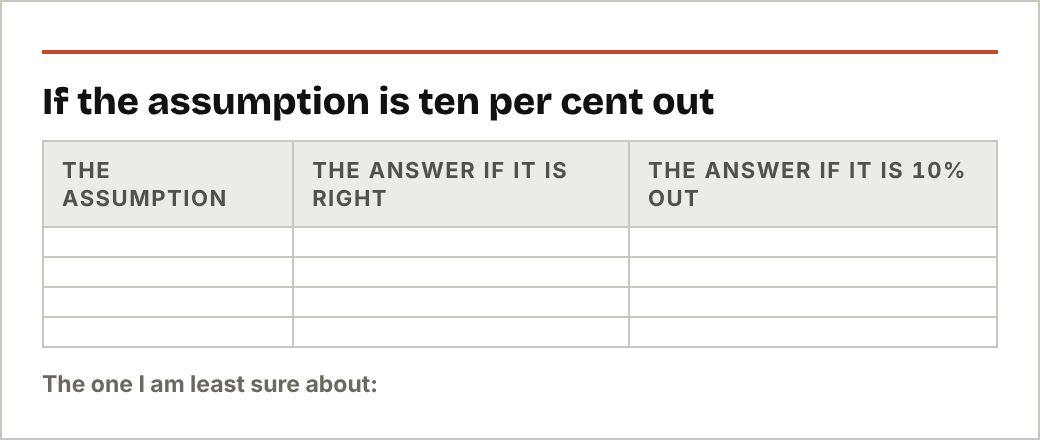 If the assumption is ten per cent out
THE
ASSUMPTION
THE ANSWER IF IT IS
RIGHT
THE ANSWER IF IT IS 10%
OUT
The one I am least sure about: